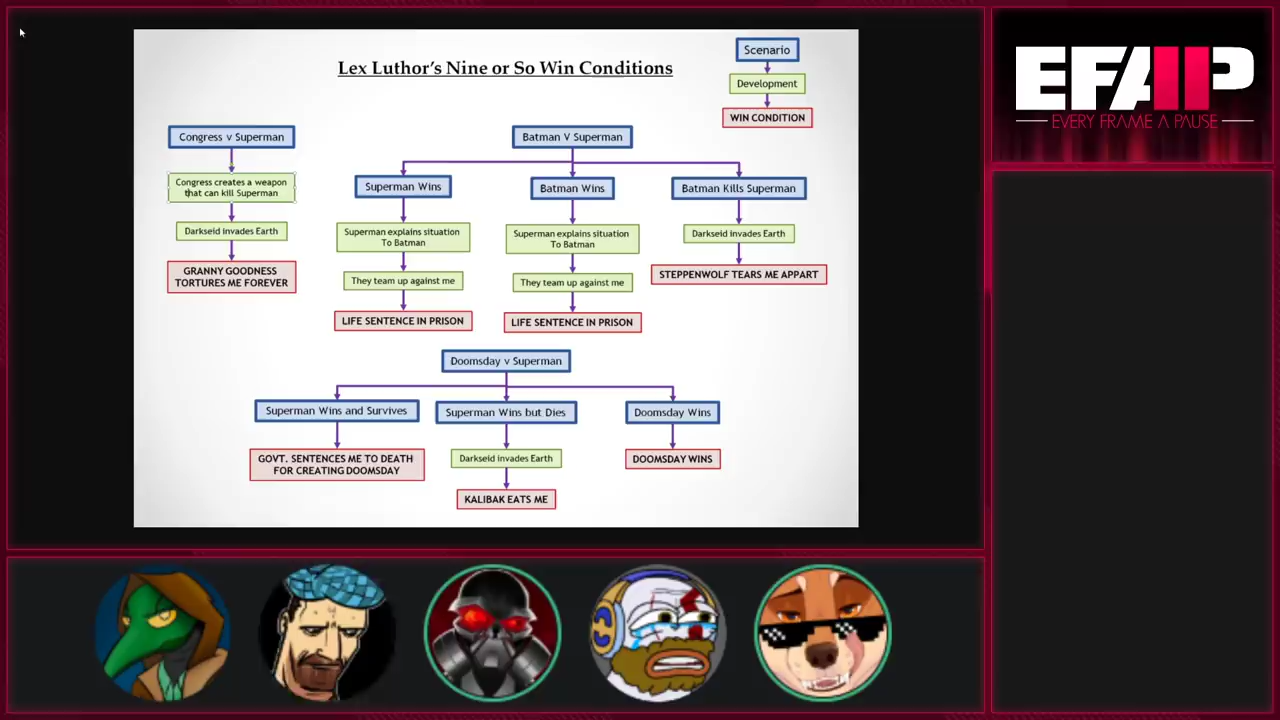 Lex Luthor's Nine or So Win Conditions
Scenario
Development
WIN CONDITION
EFAP
EVERY FRAME A PAUSE
Congress v Superman
Congress creates a weapon
that can kill Superman
Darkseid invades Earth
GRANNY GOODNESS
TORTURES ME FOREVER
Batman V Superman
Superman Wins
Superman explains situation
To Batman
They team up against me
LIFE SENTENCE IN PRISON
Batman Wins
Superman explains situation
To Batman
They team up against me
LIFE SENTENCE IN PRISON
Batman Kills Superman
Darkseid invades Earth
STEPPENWOLF TEARS ME APPART
Doomsday v Superman
Superman Wins and Survives
GOVT. SENTENCES ME TO DEATH
FOR CREATING DOOMSDAY
Superman Wins but Dies
Darkseid invades Earth
KALIBAK EATS ME
Doomsday Wins
DOOMSDAY WINS